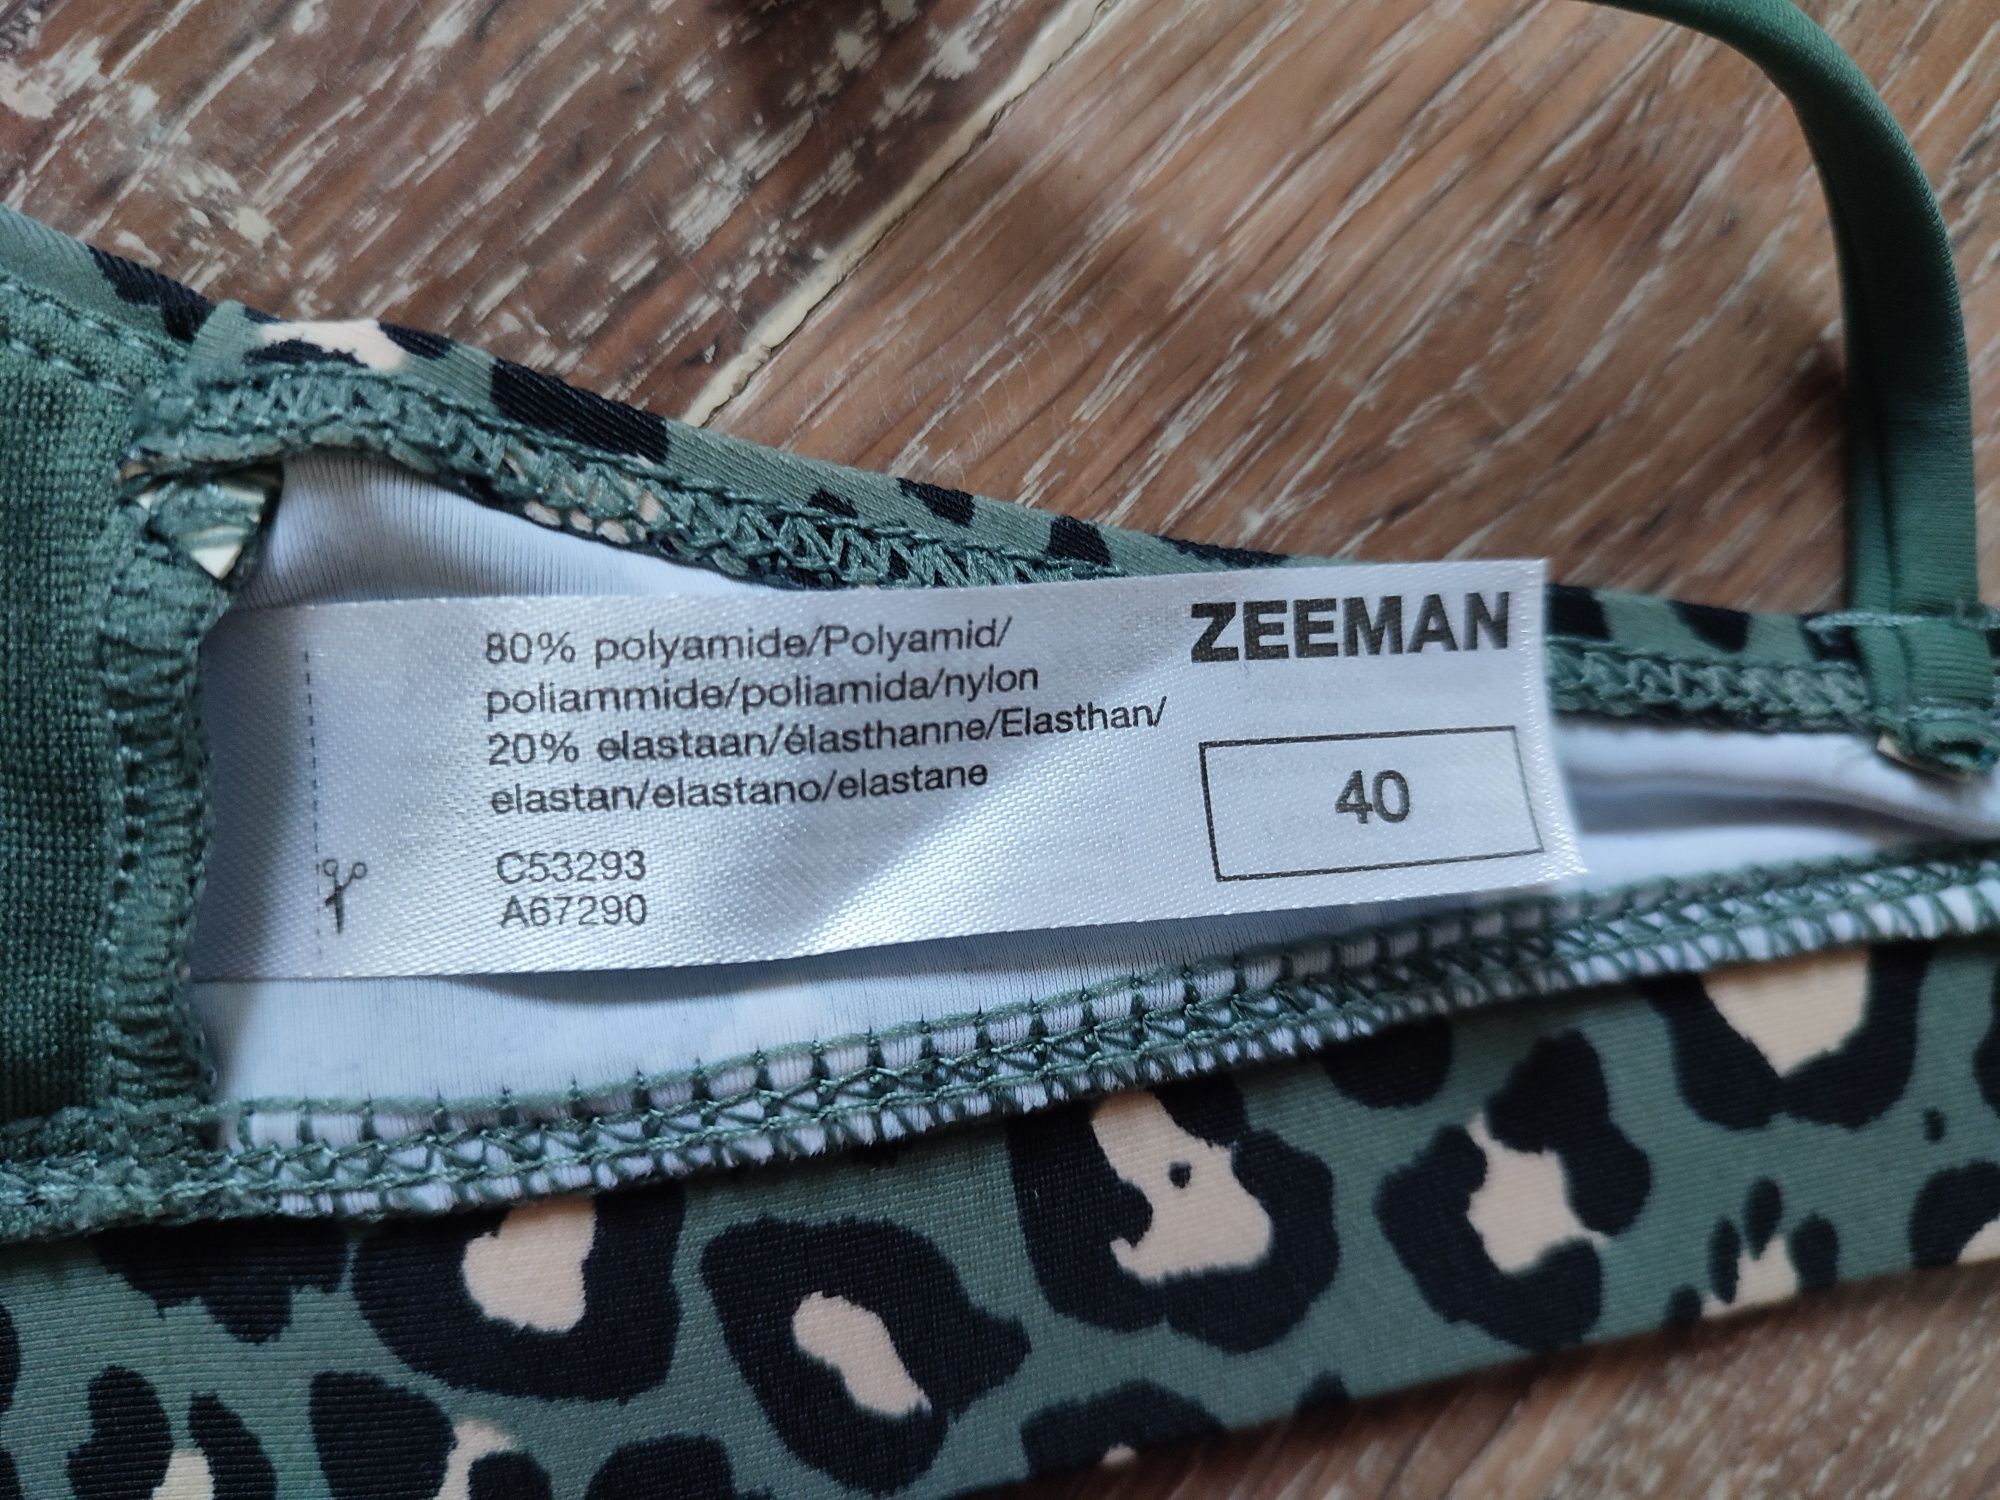 80% polyamide/Polyamid/
poliammide/poliamida/nylon
20% elastaan/élasthanne/Elasthan/
elastan/elastano/elastane
C53293
A67290
ZEEMAN
40